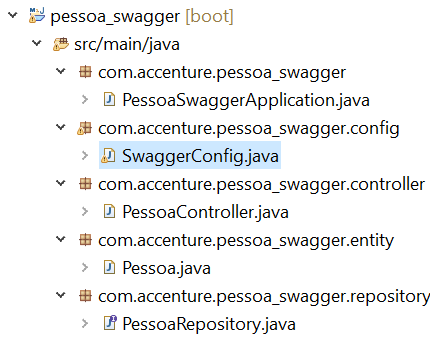 pessoa_swagger [boot]
src/main/java
com.accenture.pessoa_swagger
PessoaSwaggerApplication.java
com.accenture.pessoa_swagger.config
SwaggerConfig.java
com.accenture.pessoa_swagger.controller
PessoaController.java
com.accenture.pessoa_swagger.entity
Pessoa.java
com.accenture.pessoa_swagger.repository
PessoaRepository.java